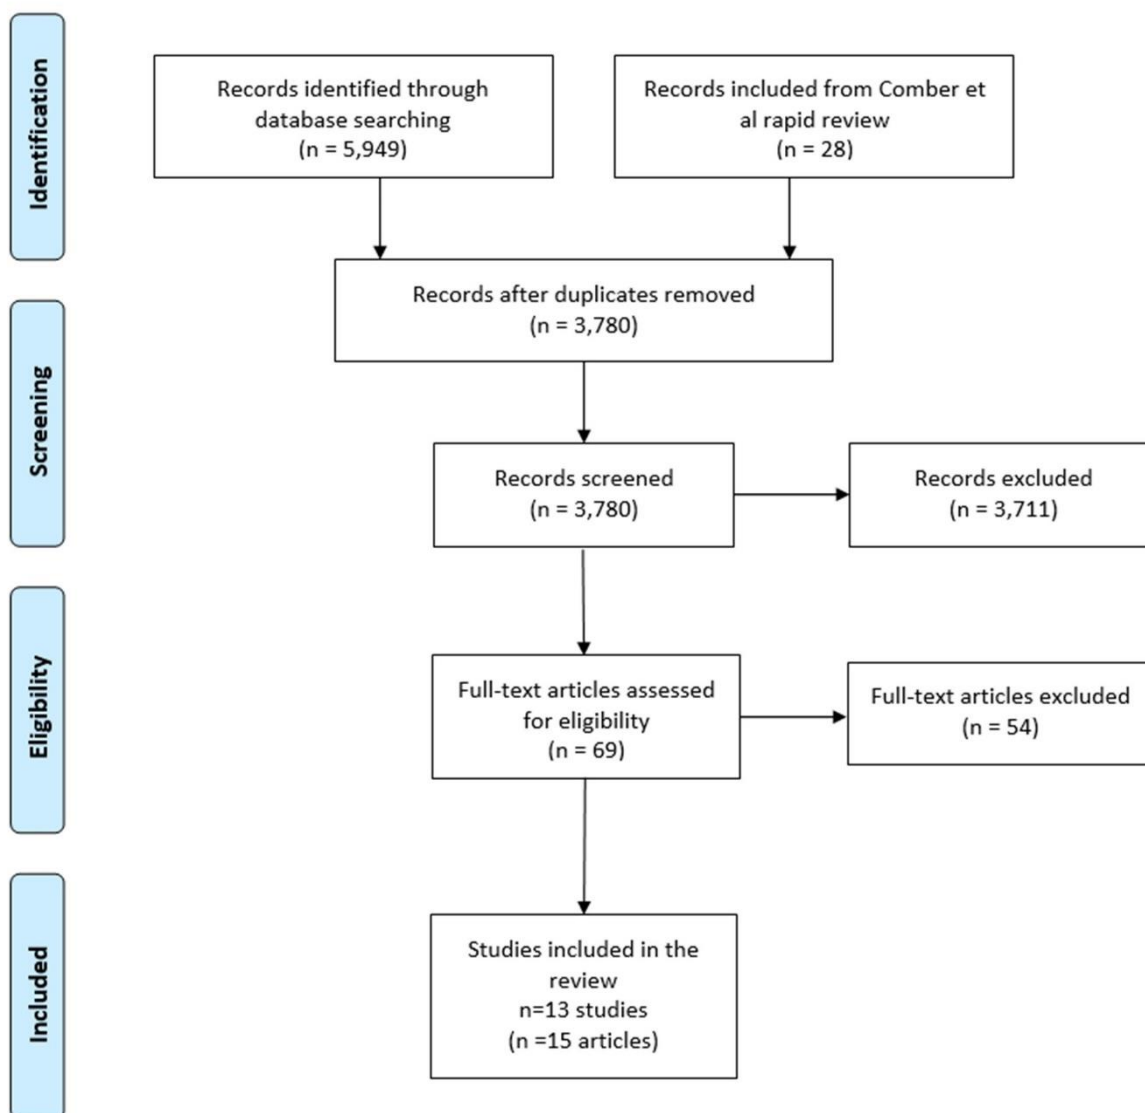 Identification
Records identified through
database searching
(n = 5,949)
Records included from Comber et
al rapid review
(n = 28)
Records after duplicates removed
(n = 3,780)
Screening
Records screened
(n = 3,780)
Records excluded
(n = 3,711)
Eligibility
Full-text articles assessed
for eligibility
(n = 69)
Full-text articles excluded
(n = 54)
Included
Studies included in the
review
n=13 studies
(n =15 articles)